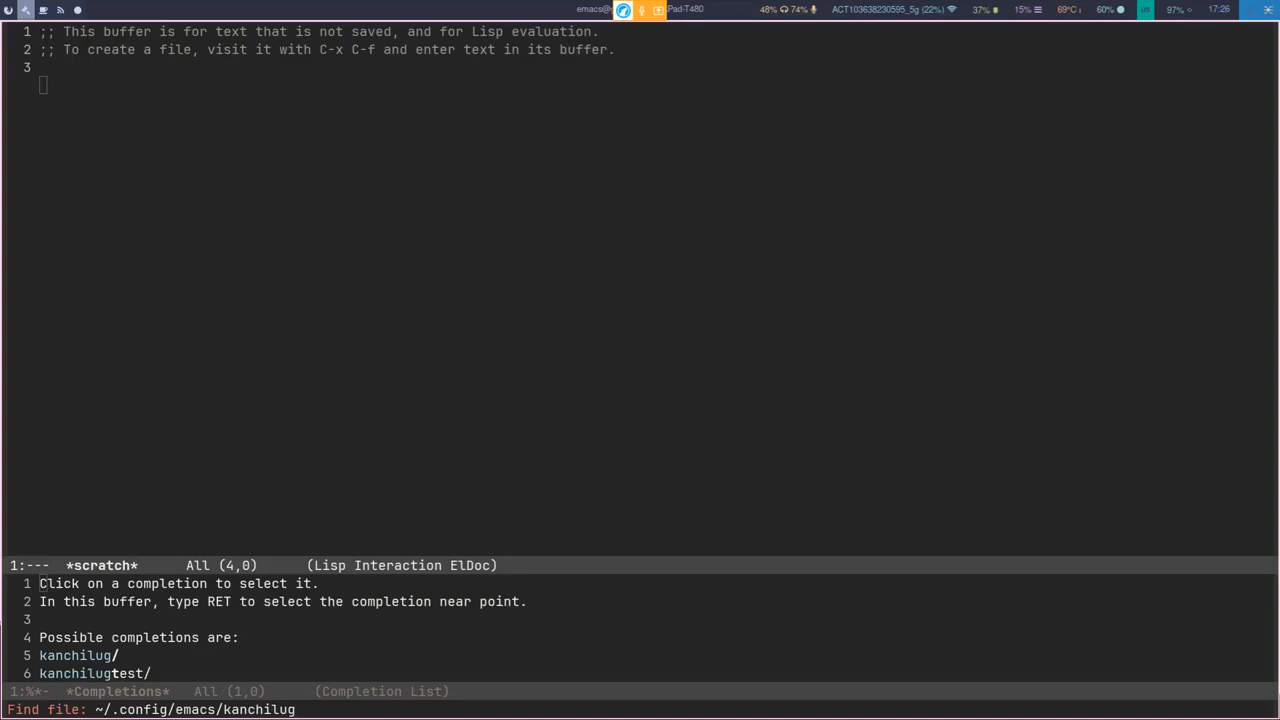 emacs@ Pad-T480 48% 74% ACT103638230595_5g (22%) 37% 15% 69°C 60% US 97% 17:26
1 ;; This buffer is for text that is not saved, and for Lisp evaluation.
2 ;; To create a file, visit it with C-x C-f and enter text in its buffer.
3
1:--- *scratch* All (4,0) (Lisp Interaction ElDoc)
1 Click on a completion to select it.
2 In this buffer, type RET to select the completion near point.
3
4 Possible completions are:
5 kanchilug/
6 kanchilugtest/
1:%*- *Completions* All (1,0) (Completion List)
Find file: ~/.config/emacs/kanchilug